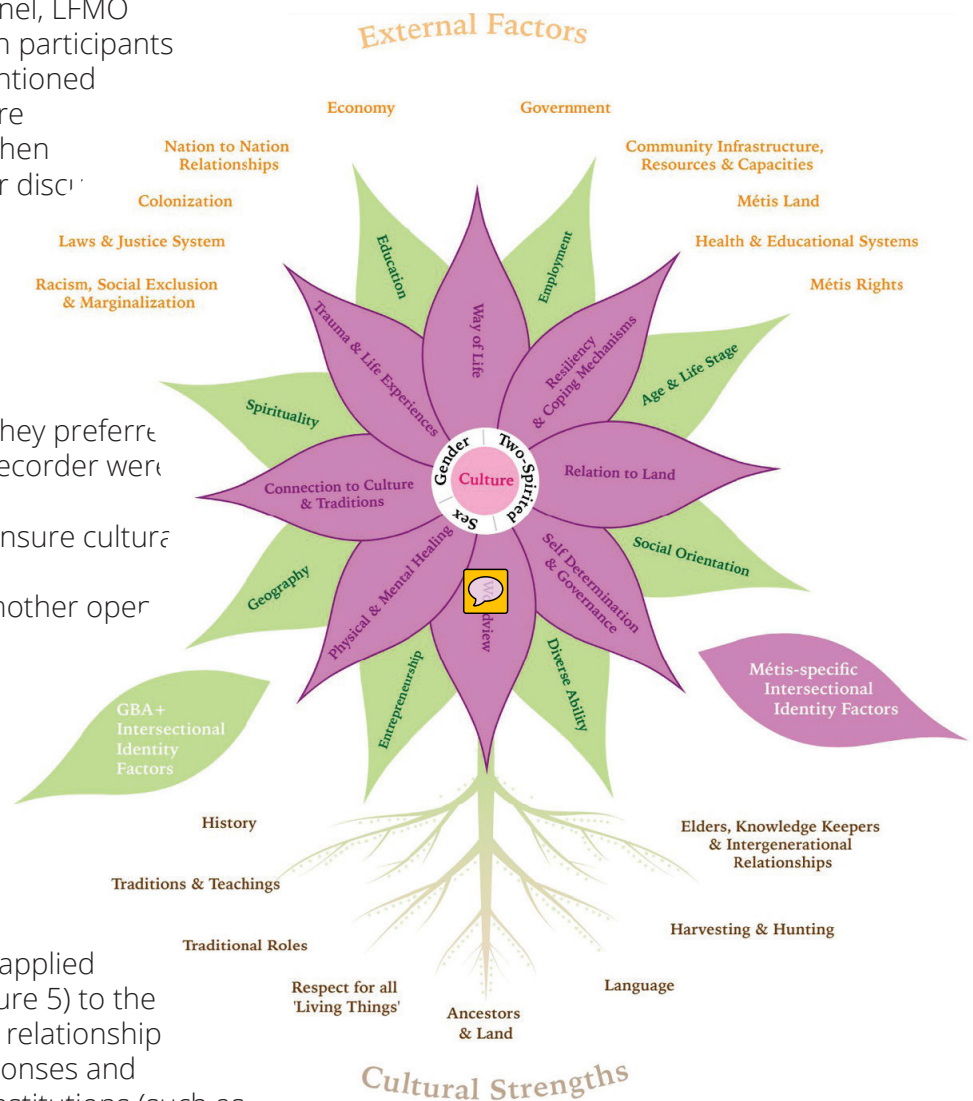 nel, LFMO
n participants
ntioned
re
hen
r discu
External Factors
Economy
Government
Nation to Nation
Relationships
Community Infrastructure,
Resources & Capacities
Colonization
Métis Land
Laws & Justice System
Health & Educational Systems
Racism, Social Exclusion
& Marginalization
Métis Rights
Education
Employment
Way of Life
Trauma & Life Experiences
Resiliency
& Coping Mechanisms
Age & Life Stage
Spirituality
hey preferre
ecorder were
nsure cultura
nother open
Gender
Two-Spirited
Sex
Culture
Relation to Land
Connection to Culture
& Traditions
Social Orientation
Self Determination
& Governance
Geography
Physical & Mental Healing
Entrepreneurship
Diverse Ability
GBA+
Intersectional
Identity
Factors
Métis-specific
Intersectional
Identity Factors
History
Elders, Knowledge Keepers
& Intergenerational
Relationships
Traditions & Teachings
Harvesting & Hunting
Traditional Roles
Respect for all
'Living Things'
Language
Ancestors
& Land
Cultural Strengths
applied
ure 5) to the
relationship
onses and
nstitutions (such as